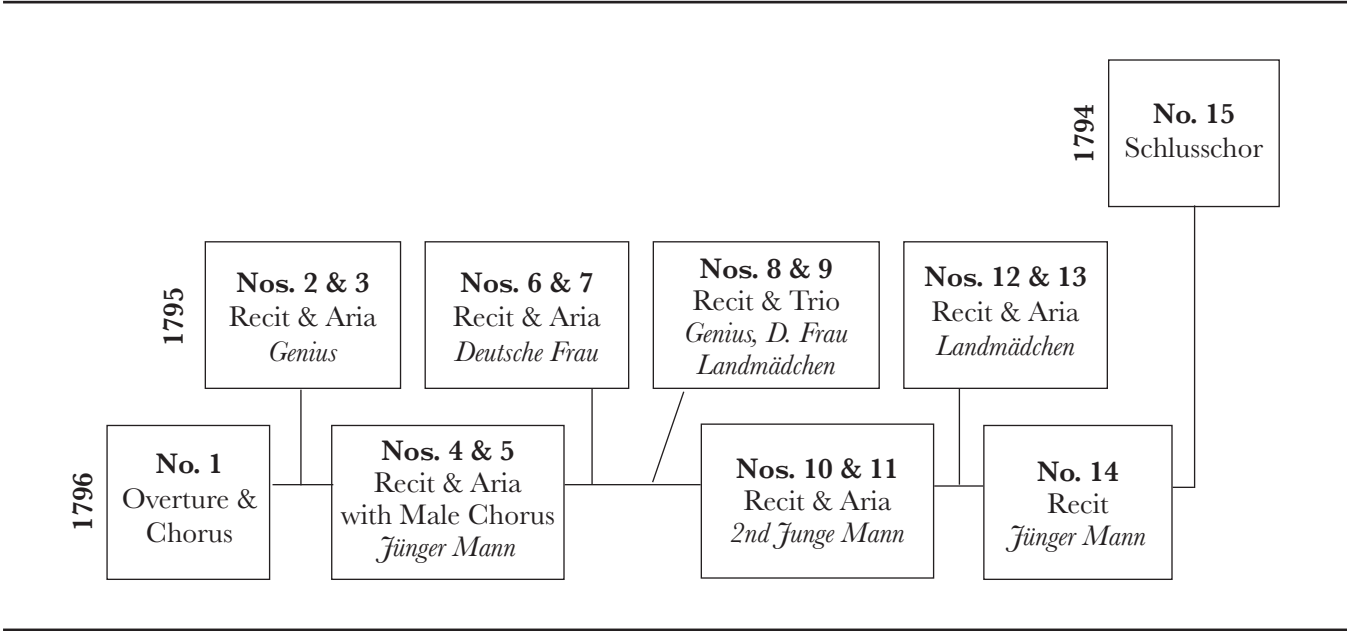 1794
No. 15
Schlusschor
1795
Nos. 2 & 3
Recit & Aria
Genius
Nos. 6 & 7
Recit & Aria
Deutsche Frau
Nos. 8 & 9
Recit & Trio
Genius, D. Frau
Landmädchen
Nos. 12 & 13
Recit & Aria
Landmädchen
1796
No. 1
Overture &
Chorus
Nos. 4 & 5
Recit & Aria
with Male Chorus
Jünger Mann
Nos. 10 & 11
Recit & Aria
2nd Junge Mann
No. 14
Recit
Jünger Mann